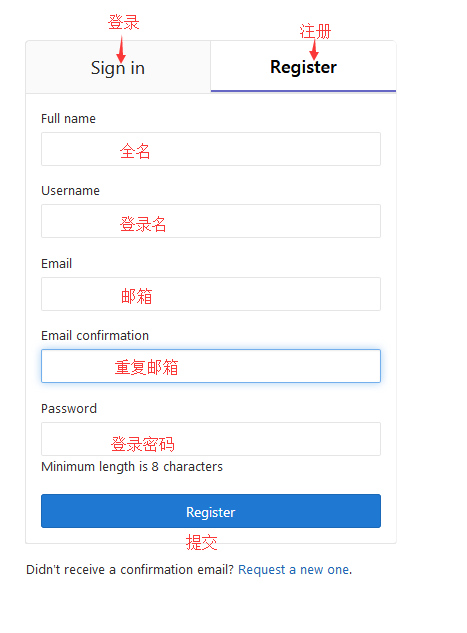 登录
注册
Sign in
Register
Full name
全名
Username
登录名
Email
邮箱
Email confirmation
重复邮箱
Password
登录密码
Minimum length is 8 characters
Register
提交
Didn't receive a confirmation email? Request a new one.